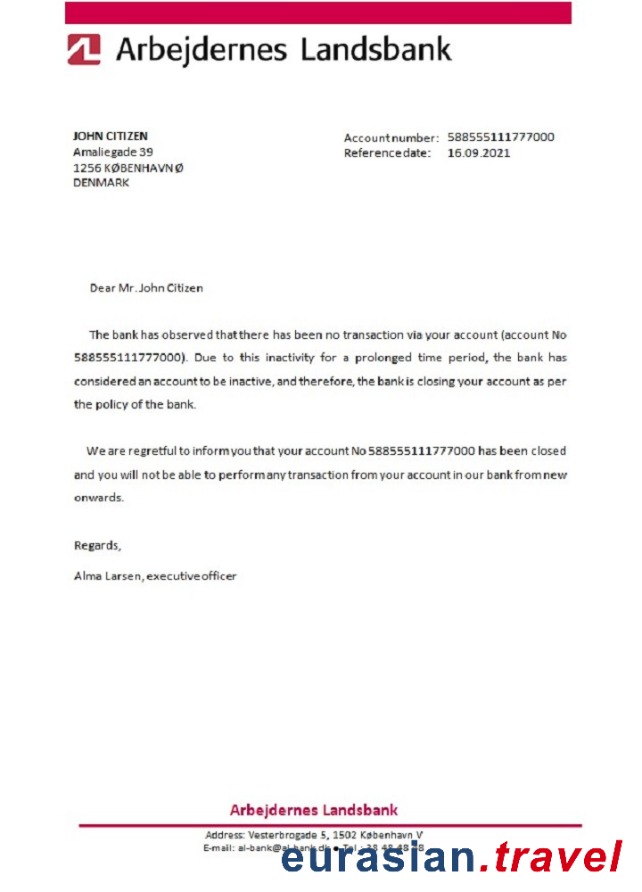 Arbejdernes Landsbank
JOHN CITIZEN
Amaliegade 39
1256 KØBENHAVN Ø
DENMARK
Account number: 588555111777000
Reference date: 16.09.2021
Dear Mr. John Citizen
The bank has observed that there has been no transaction via your account (account No
588555111777000). Due to this inactivity for a prolonged time period, the bank has
considered an account to be inactive, and therefore, the bank is closing your account as per
the policy of the bank.
We are regretful to inform you that your account No 588555111777000 has been closed
and you will not be able to perform any transaction from your account in our bank from new
onwards.
Regards,
Alma Larsen, executive officer
Arbejdernes Landsbank
Address: Vesterbrogade 5, 1502 København V
E-mail: al-bank@al-bank.dk ● Tel.: 38 48 48 48
eurasian.travel